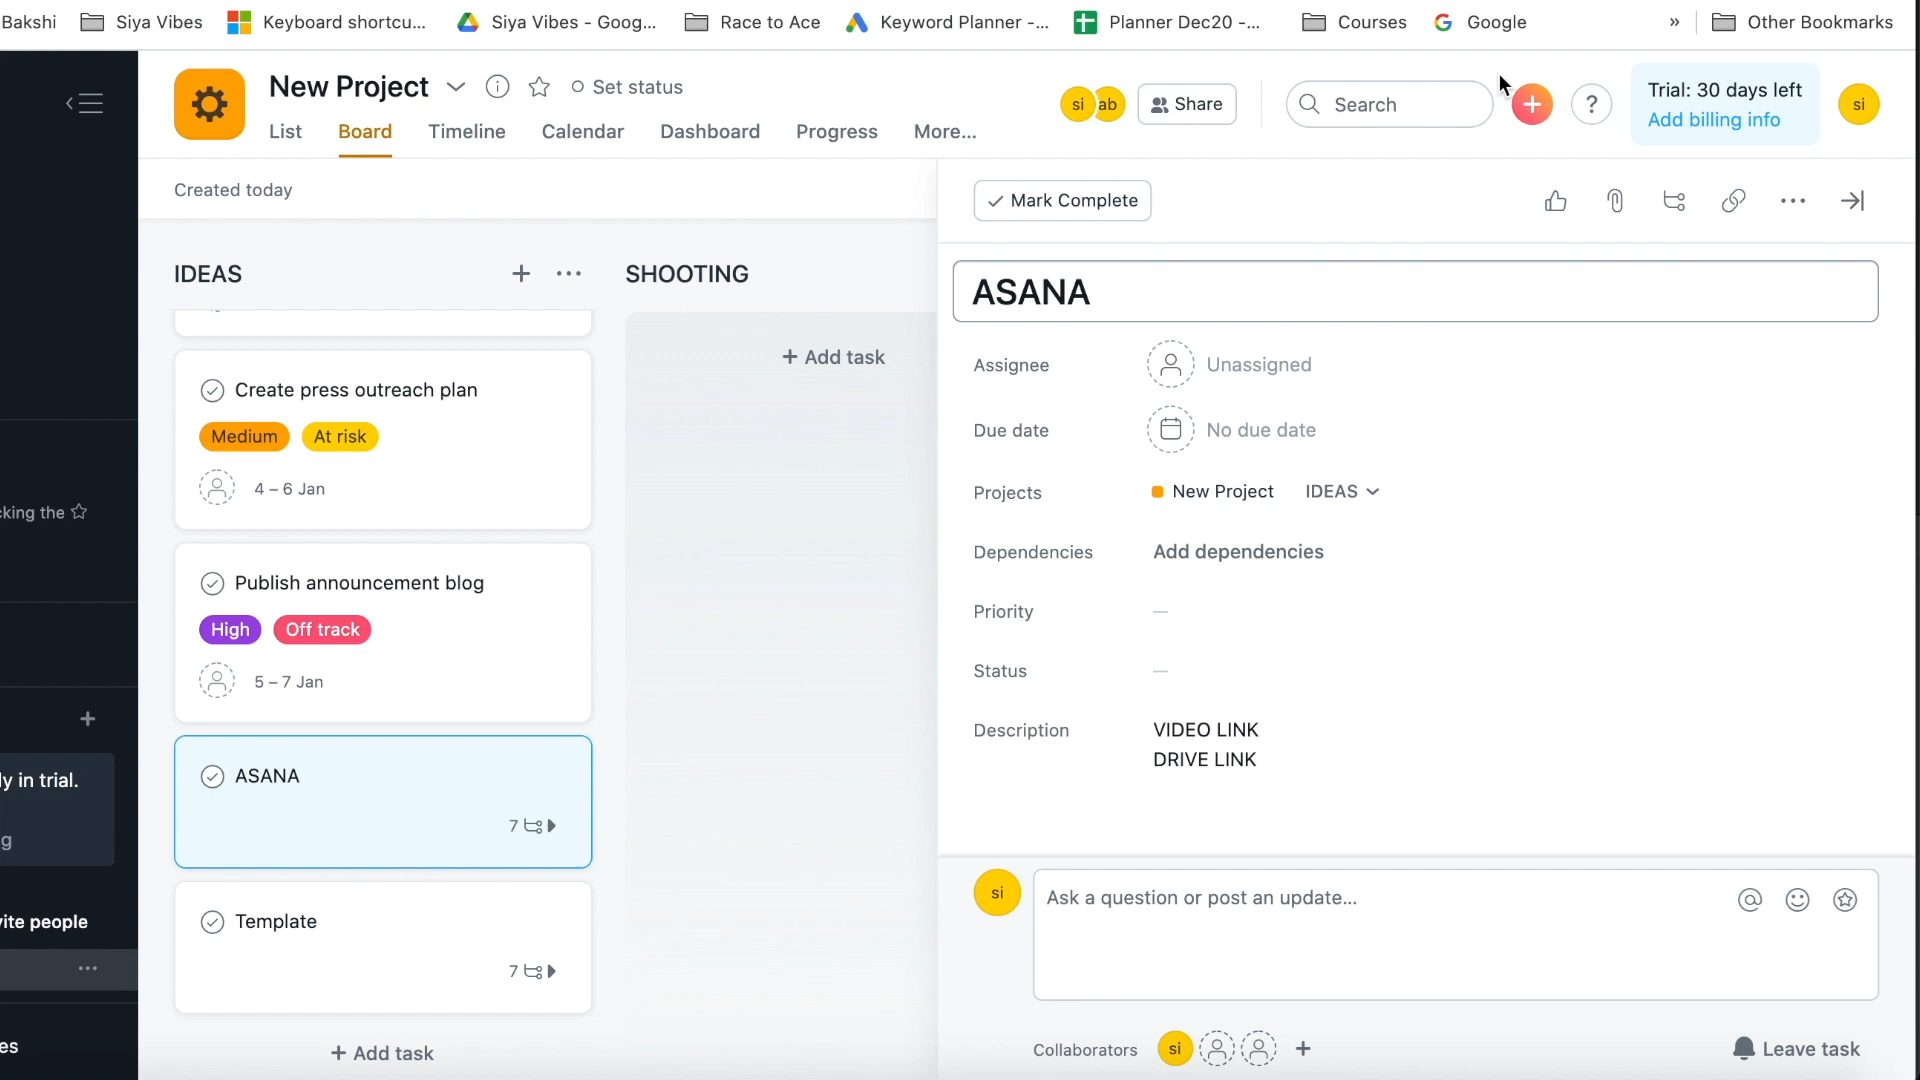 Bakshi Siya Vibes Keyboard shortcu... Siya Vibes - Goog... Race to Ace Keyword Planner -... Planner Dec20 -... Courses Google » Other Bookmarks
New Project Set status
List Board Timeline Calendar Dashboard Progress More...
si ab Share Search + ? Trial: 30 days left
Add billing info
si
Created today
Mark Complete
IDEAS + ...
SHOOTING
+ Add task
Create press outreach plan
Medium At risk
4 – 6 Jan
Publish announcement blog
High Off track
5 – 7 Jan
ASANA
7
Template
7
+ Add task
ASANA
Assignee Unassigned
Due date No due date
Projects New Project IDEAS
Dependencies Add dependencies
Priority —
Status —
Description VIDEO LINK
DRIVE LINK
si Ask a question or post an update...
Collaborators si + Leave task
cking the
+
ly in trial.
g
vite people
...
es